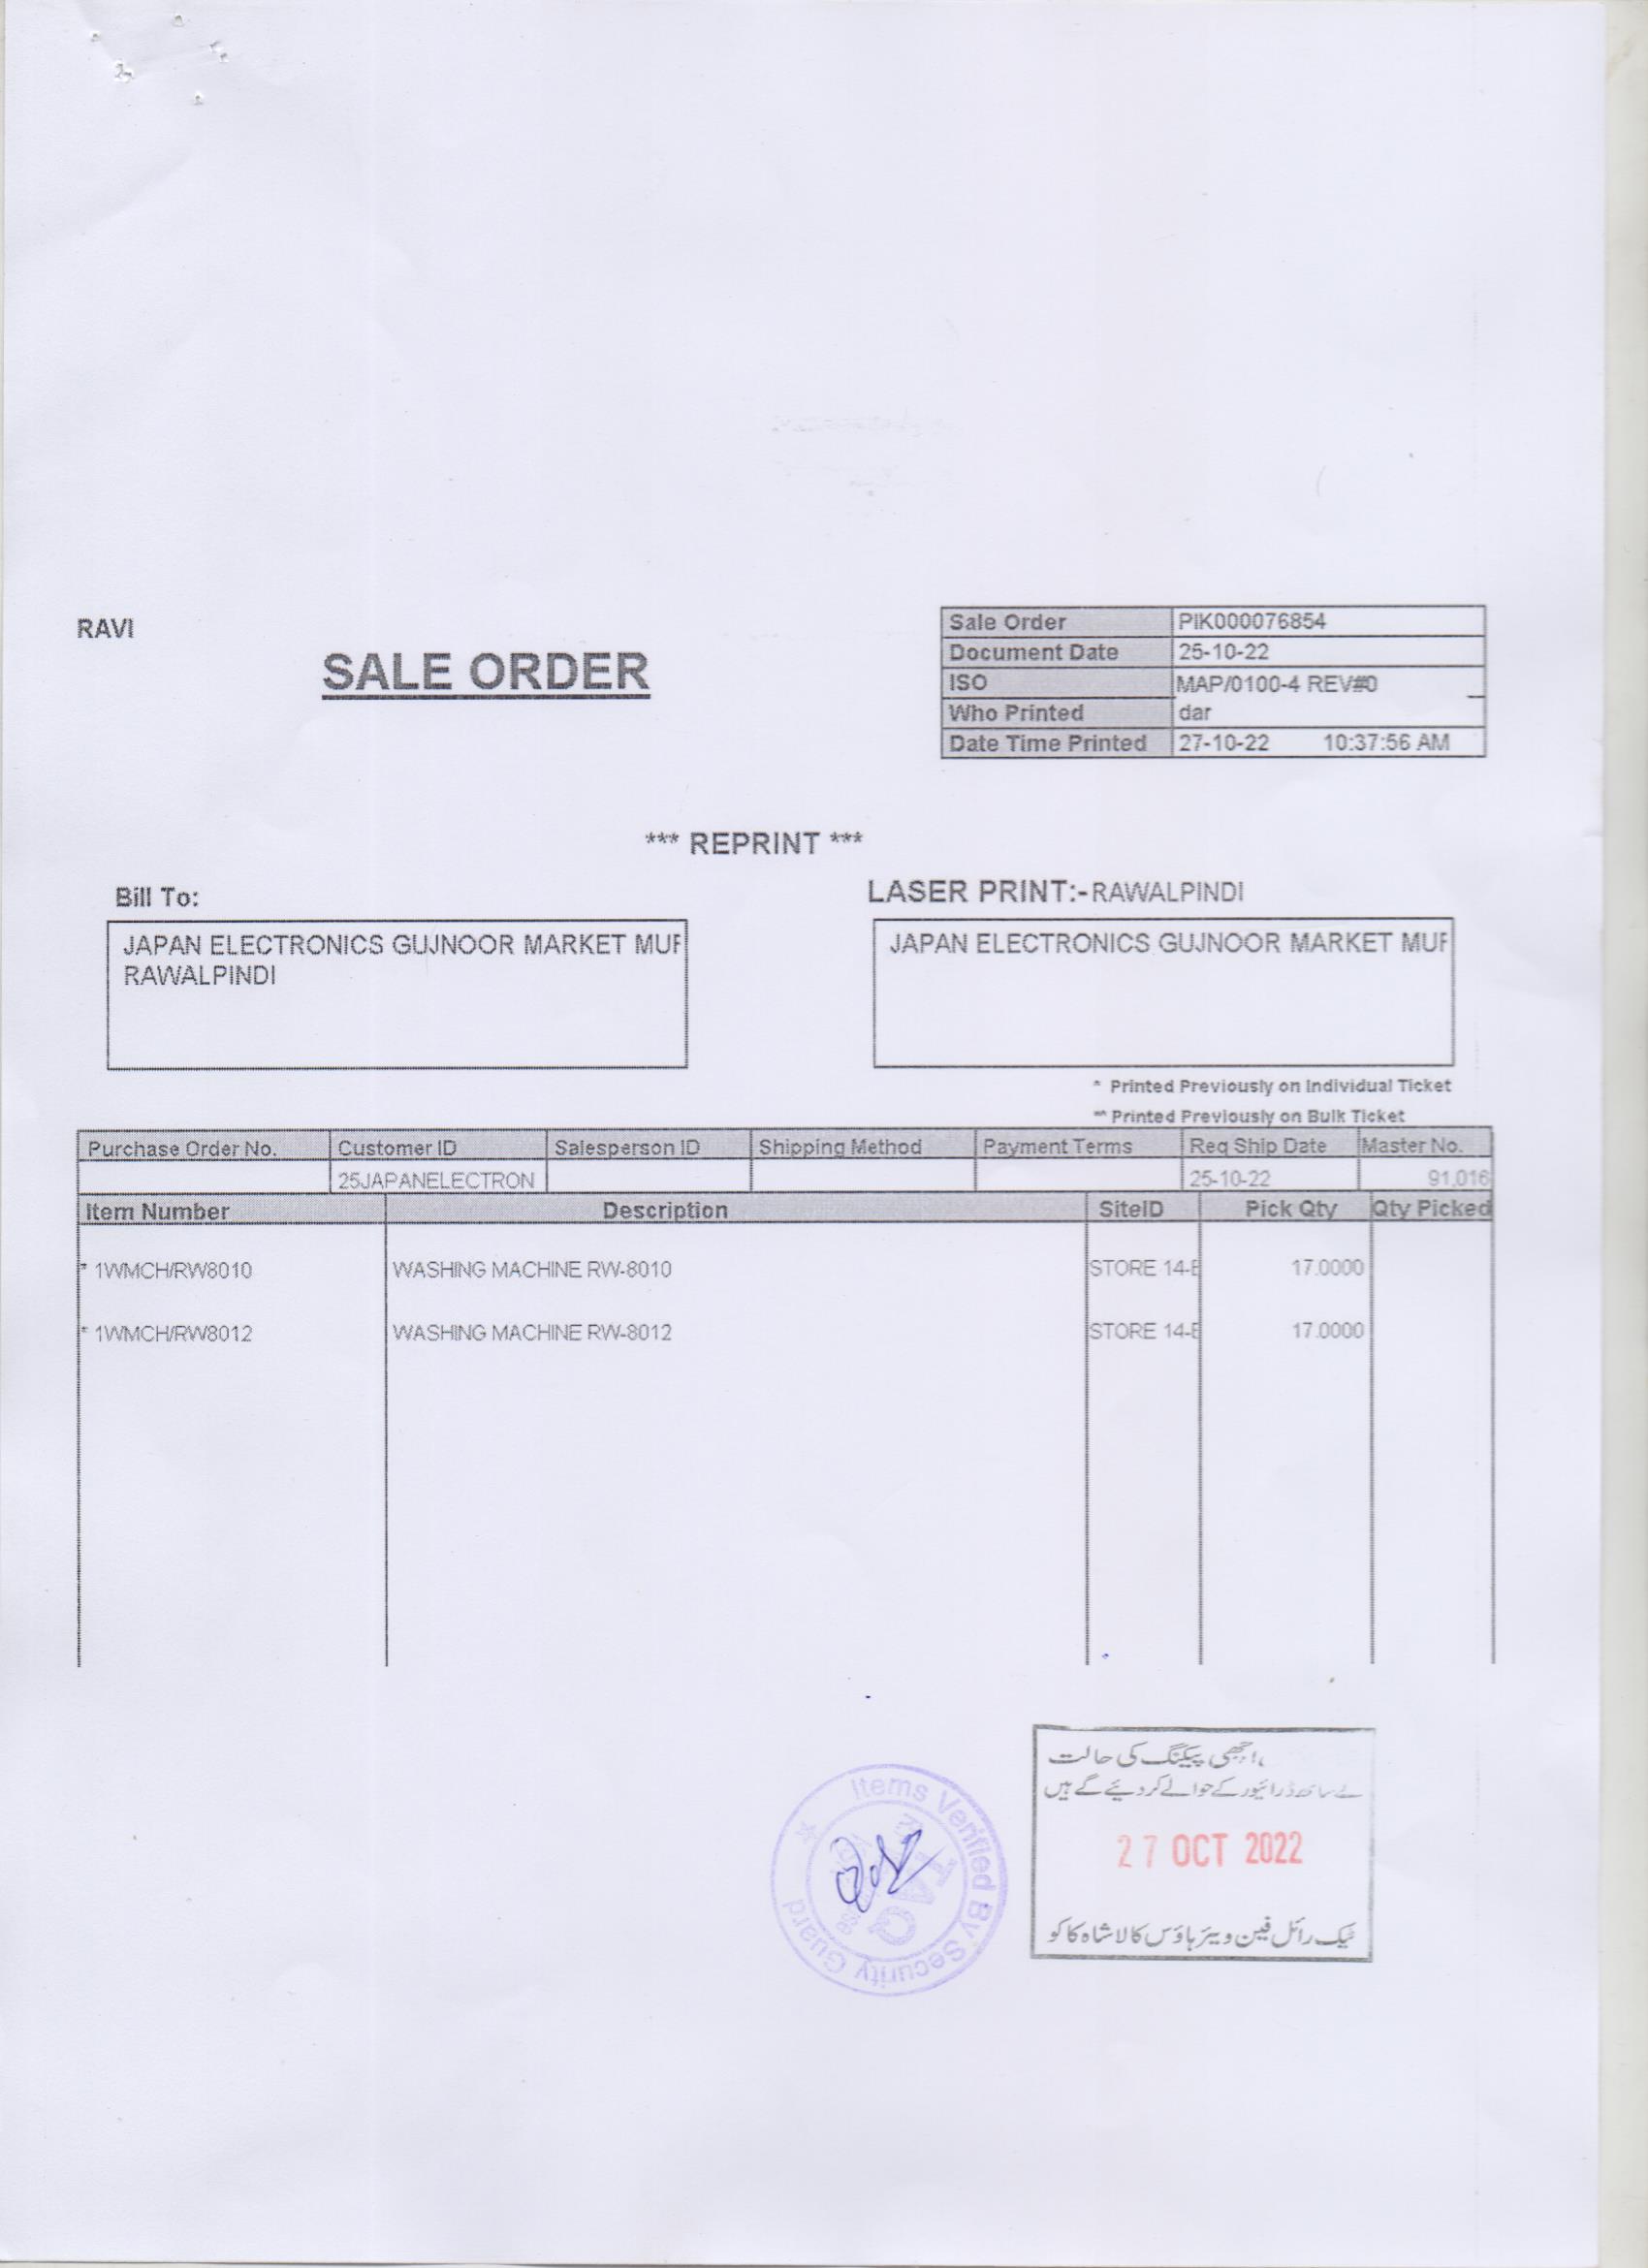 RAVI
SALE ORDER
Sale Order PIK000076854
Document Date 25-10-22
ISO MAP/0100-4 REV#0
Who Printed dar
Date Time Printed 27-10-22 10:37:56 AM
*** REPRINT ***
Bill To:
JAPAN ELECTRONICS GUJNOOR MARKET MUR
RAWALPINDI
LASER PRINT:-RAWALPINDI
JAPAN ELECTRONICS GUJNOOR MARKET MUR
* Printed Previously on Individual Ticket
** Printed Previously on Bulk Ticket
Purchase Order No. Customer ID Salesperson ID Shipping Method Payment Terms Req Ship Date Master No.
25JAPANELECTRON 25-10-22 91,016
Item Number Description SiteID Pick Qty Qty Picked
* 1WMCH/RW8010 WASHING MACHINE RW-8010 STORE 14-E 17.0000
* 1WMCH/RW8012 WASHING MACHINE RW-8012 STORE 14-E 17.0000
Items Verified By Security Guard
اچھی پیکنگ کی حالت
کے ساتھ ڈرائیور کے حوالے کر دیئے گے ہیں
27 OCT 2022
ٹیک رائل فین ویئر ہاؤس کالا شاہ کاکو